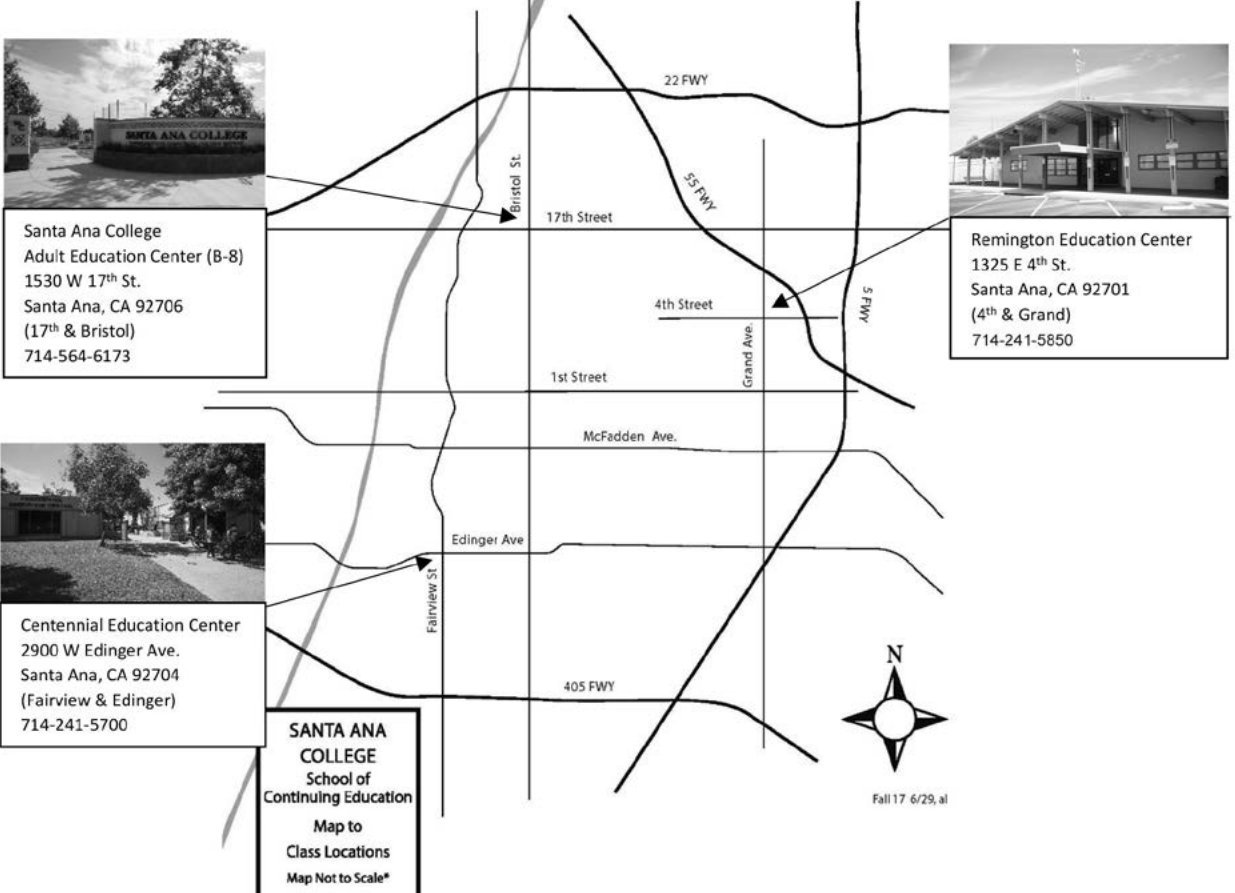 22 FWY
SANTA ANA COLLEGE
Bristol St.
55 FWY
17th Street
Santa Ana College
Adult Education Center (B-8)
1530 W 17th St.
Santa Ana, CA 92706
(17th & Bristol)
714-564-6173
Remington Education Center
1325 E 4th St.
Santa Ana, CA 92701
(4th & Grand)
714-241-5850
4th Street
5 FWY
Grand Ave.
1st Street
McFadden Ave.
Edinger Ave
Fairview St
Centennial Education Center
2900 W Edinger Ave.
Santa Ana, CA 92704
(Fairview & Edinger)
714-241-5700
405 FWY
N
SANTA ANA
COLLEGE
School of
Continuing Education
Map to
Class Locations
Map Not to Scale*
Fall 17 6/29, al